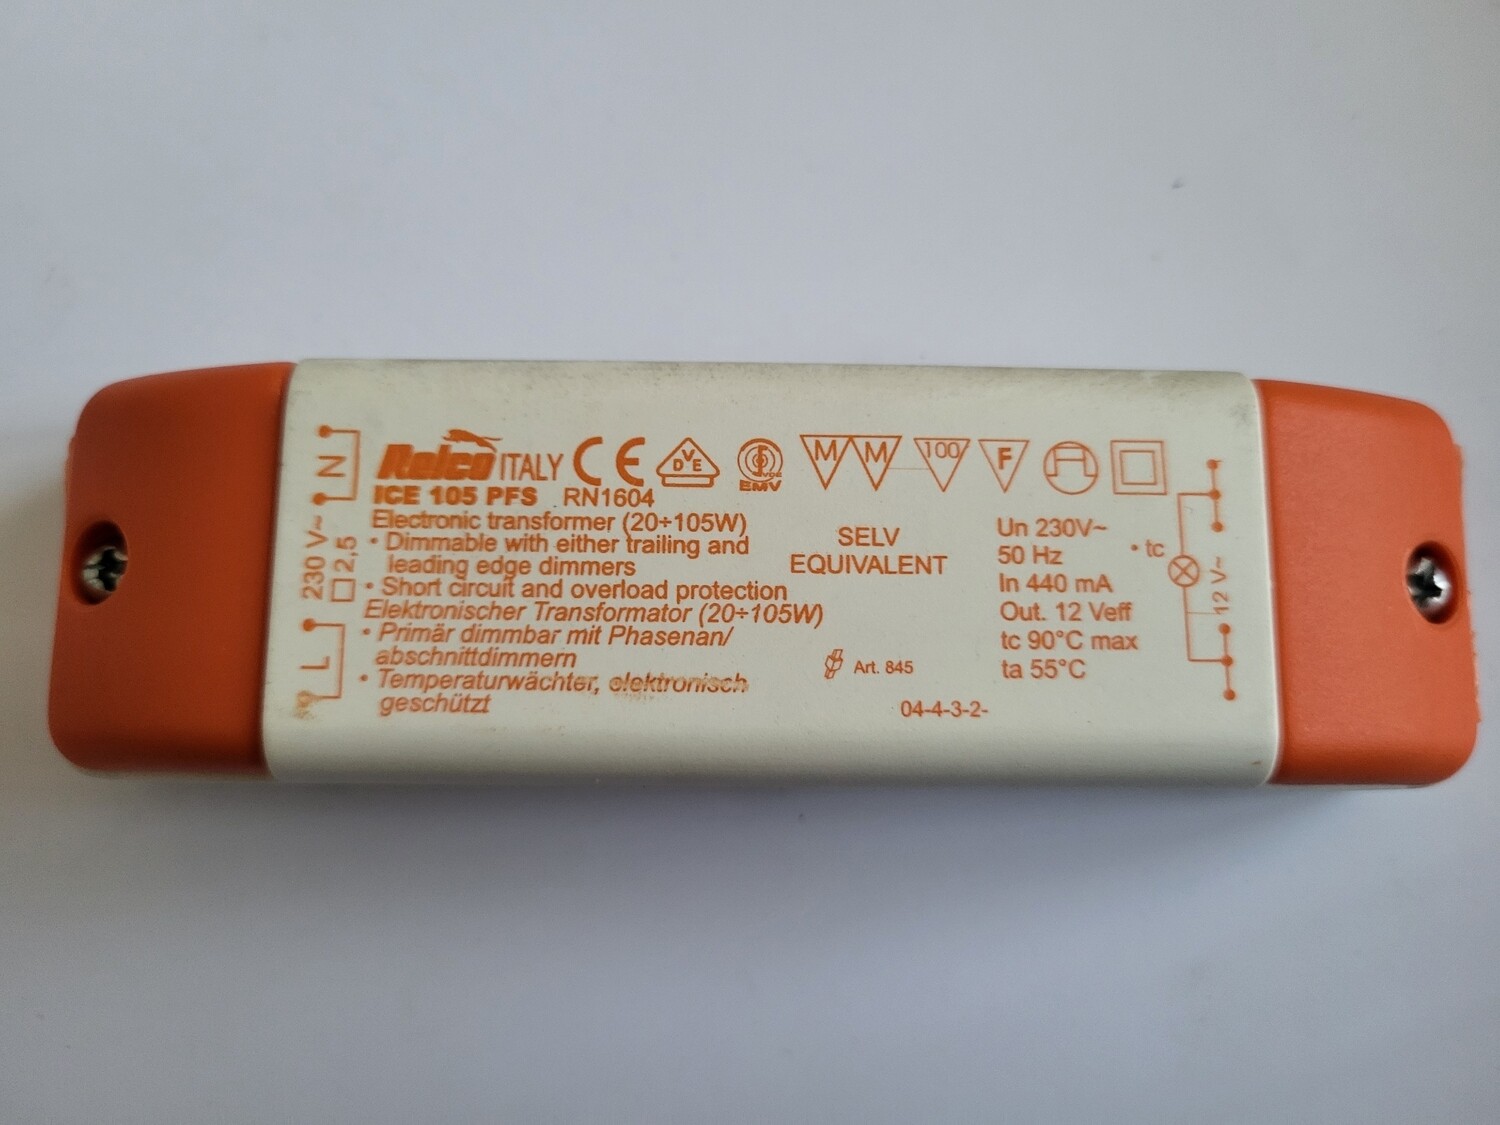 N
230 V~
2,5
L
Relco ITALY CE DVE VDE EMV M M 100 F
ICE 105 PFS RN1604
Electronic transformer (20÷105W)
• Dimmable with either trailing and
leading edge dimmers
• Short circuit and overload protection
Elektronischer Transformator (20÷105W)
• Primär dimmbar mit Phasenan/
abschnittdimmern
• Temperaturwächter, elektronisch
geschützt
SELV
EQUIVALENT
Art. 845
04-4-3-2-
Un 230V~
50 Hz
In 440 mA
Out. 12 Veff
tc 90°C max
ta 55°C
• tc
12 V~